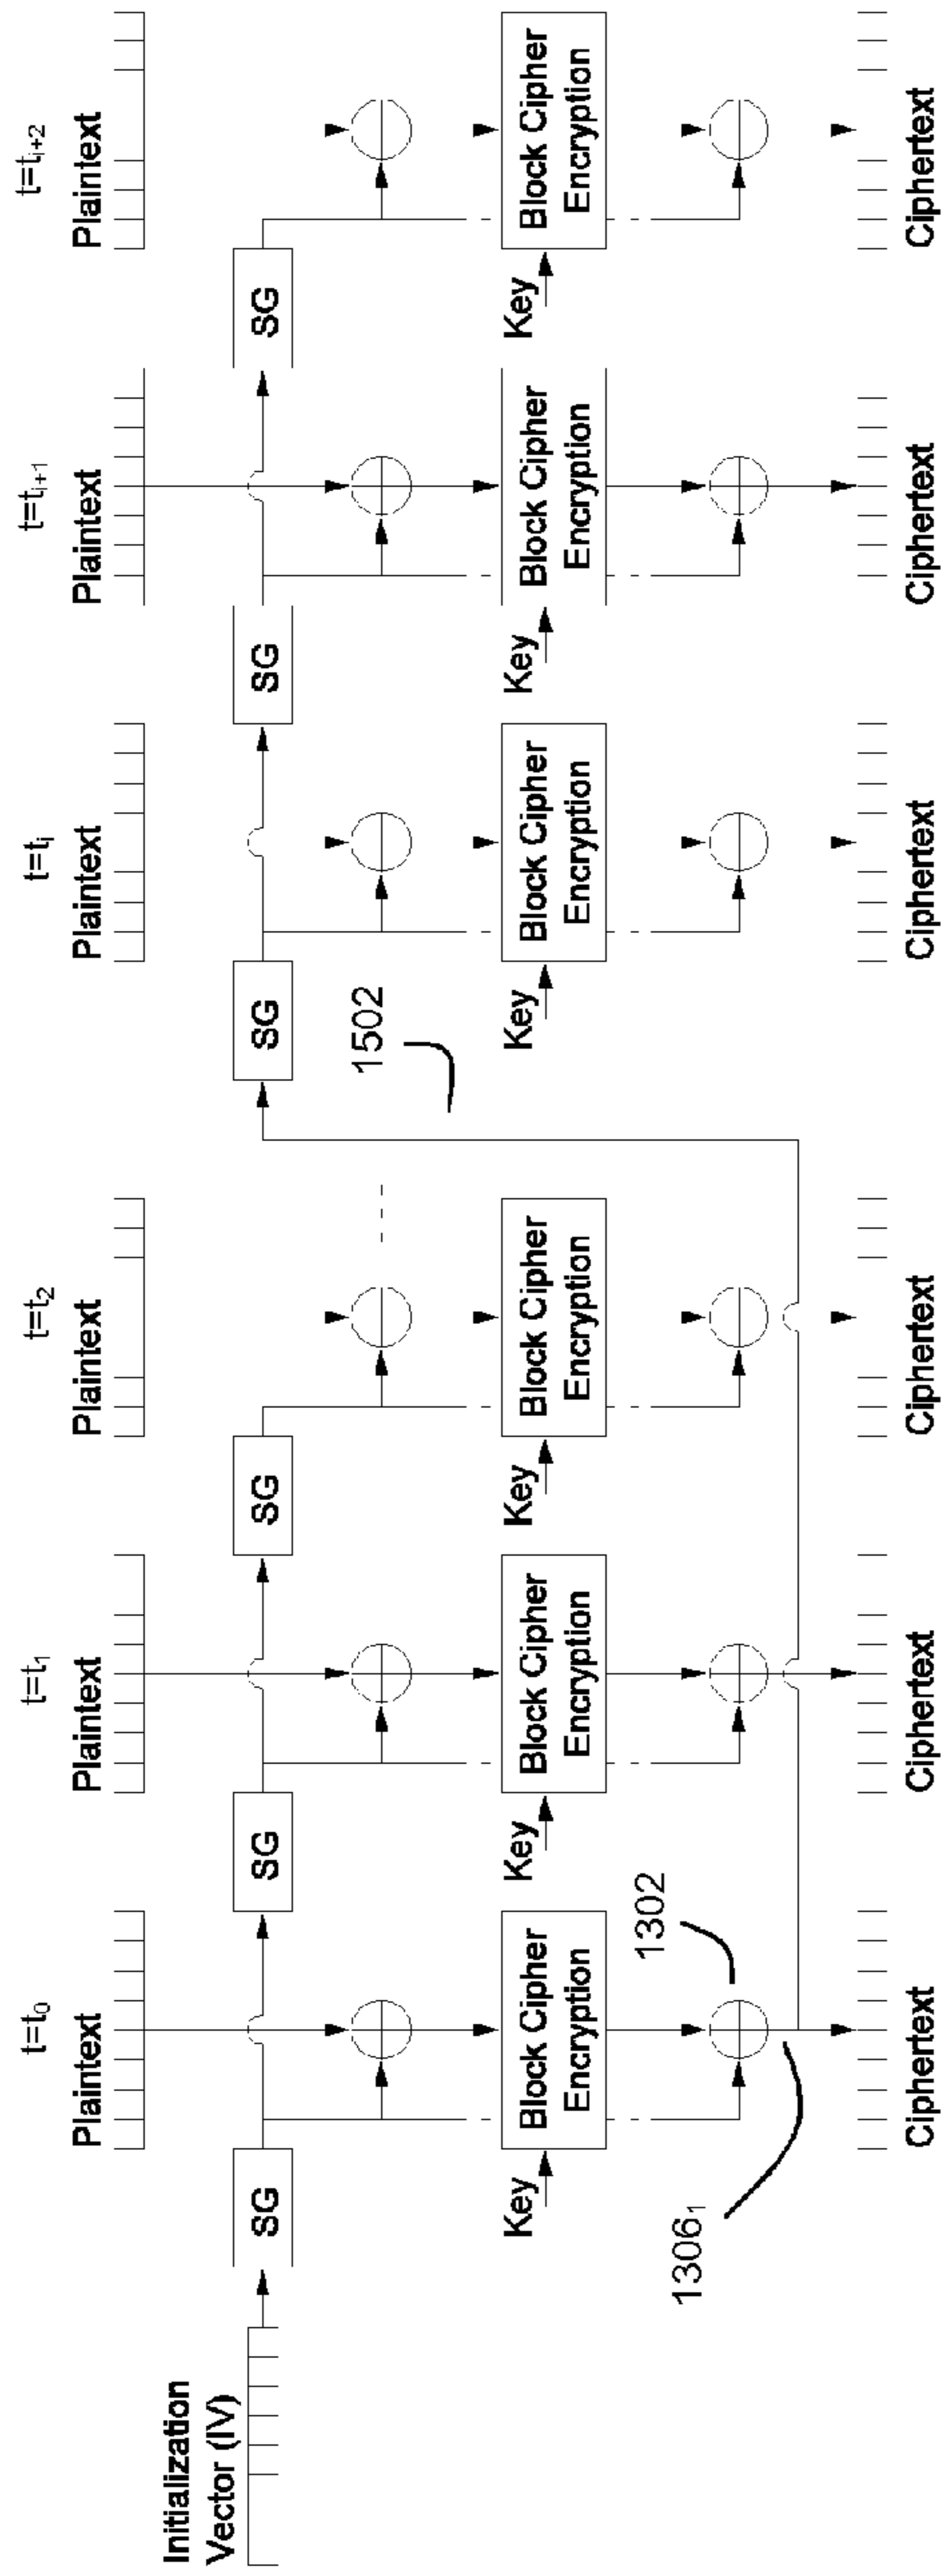 t=t0
t=t1
t=t2
t=ti
t=ti+1
t=ti+2
Plaintext
Plaintext
Plaintext
Plaintext
Plaintext
Plaintext
Initialization
Vector (IV)
SG
SG
SG
SG
SG
SG
1502
Key
Block Cipher
Encryption
Key
Block Cipher
Encryption
Key
Block Cipher
Encryption
Key
Block Cipher
Encryption
Key
Block Cipher
Encryption
Key
Block Cipher
Encryption
1306₁
1302
Ciphertext
Ciphertext
Ciphertext
Ciphertext
Ciphertext
Ciphertext